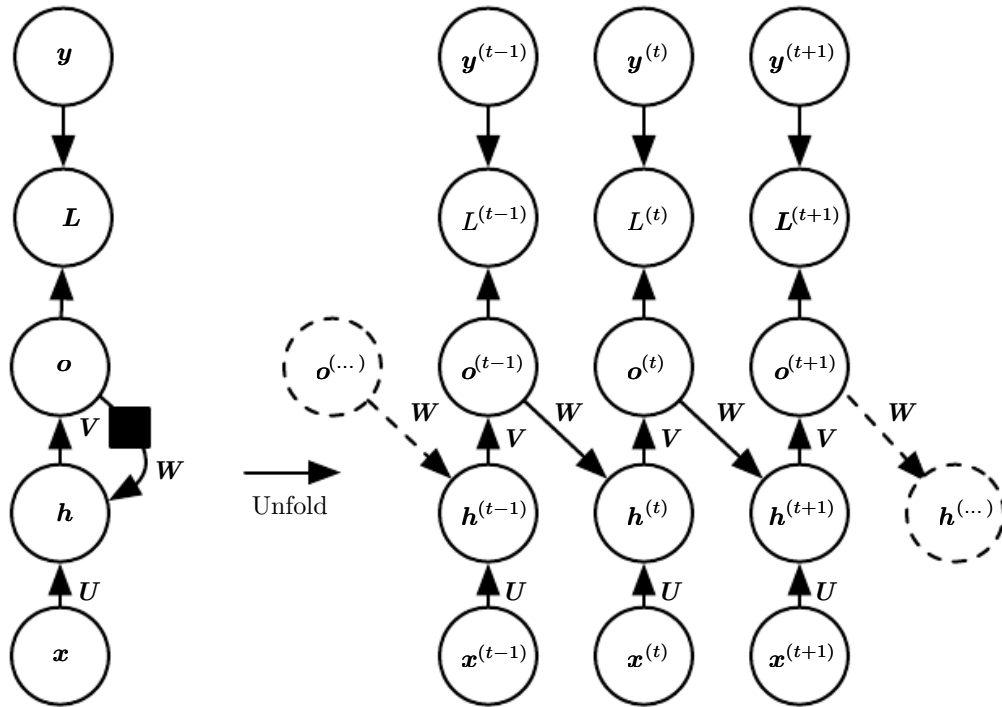 y y^(t−1) y^(t) y^(t+1)
L L^(t−1) L^(t) L^(t+1)
o o^(...) o^(t−1) o^(t) o^(t+1)
W W W W
V V V V
W
h Unfold h^(t−1) h^(t) h^(t+1) h^(...)
U U U U
x x^(t−1) x^(t) x^(t+1)